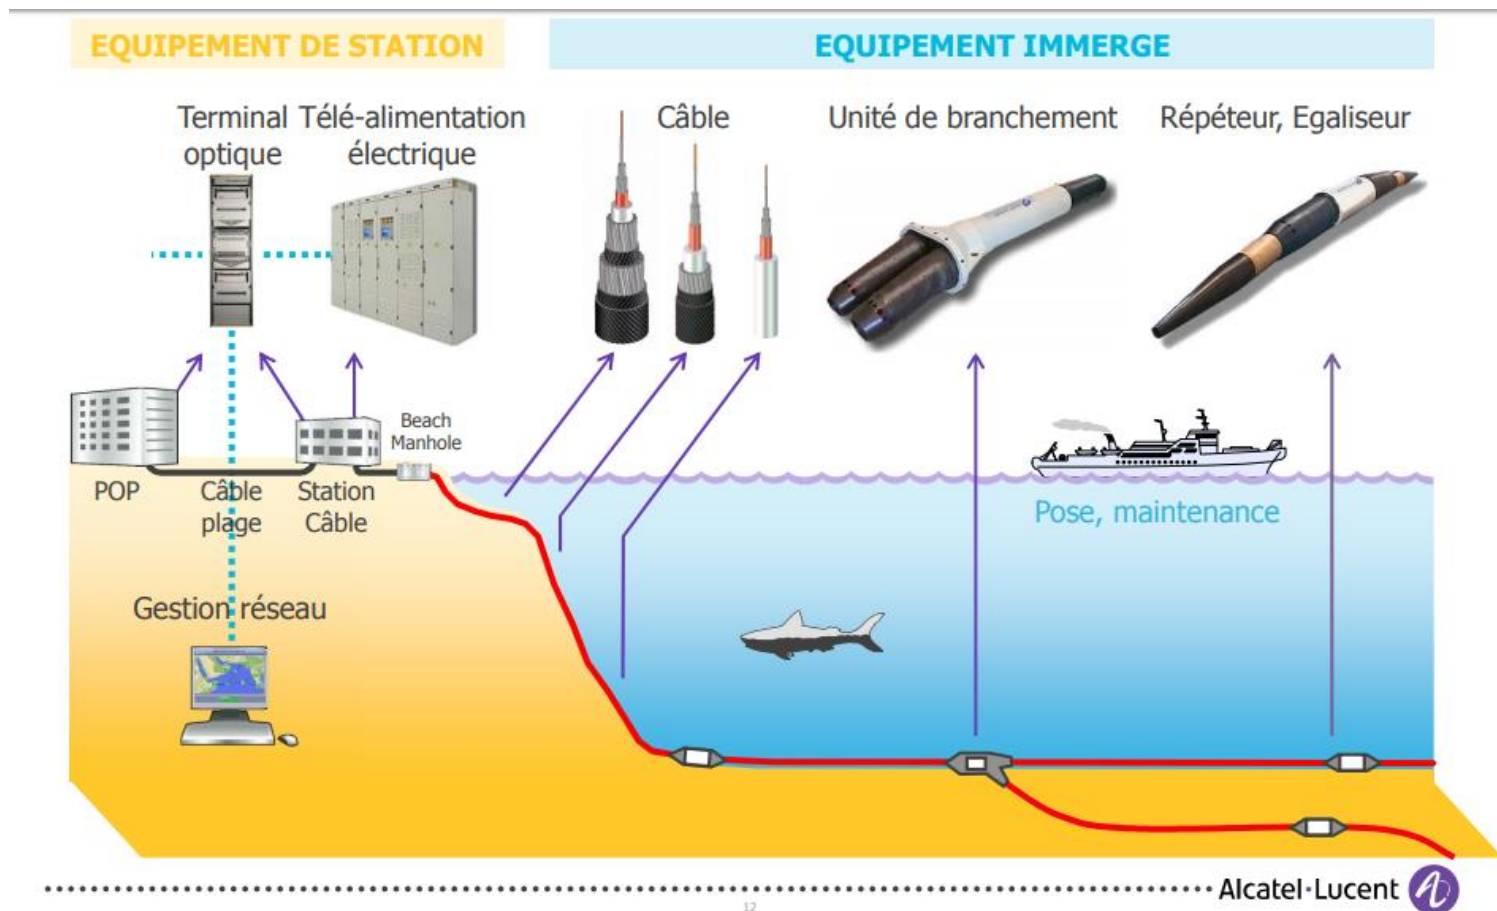 EQUIPEMENT DE STATION
EQUIPEMENT IMMERGE
Terminal
optique
Télé-alimentation
électrique
Câble
Unité de branchement
Répéteur, Egaliseur
Beach
Manhole
POP
Câble
plage
Station
Câble
Pose, maintenance
Gestion réseau
Alcatel·Lucent
12